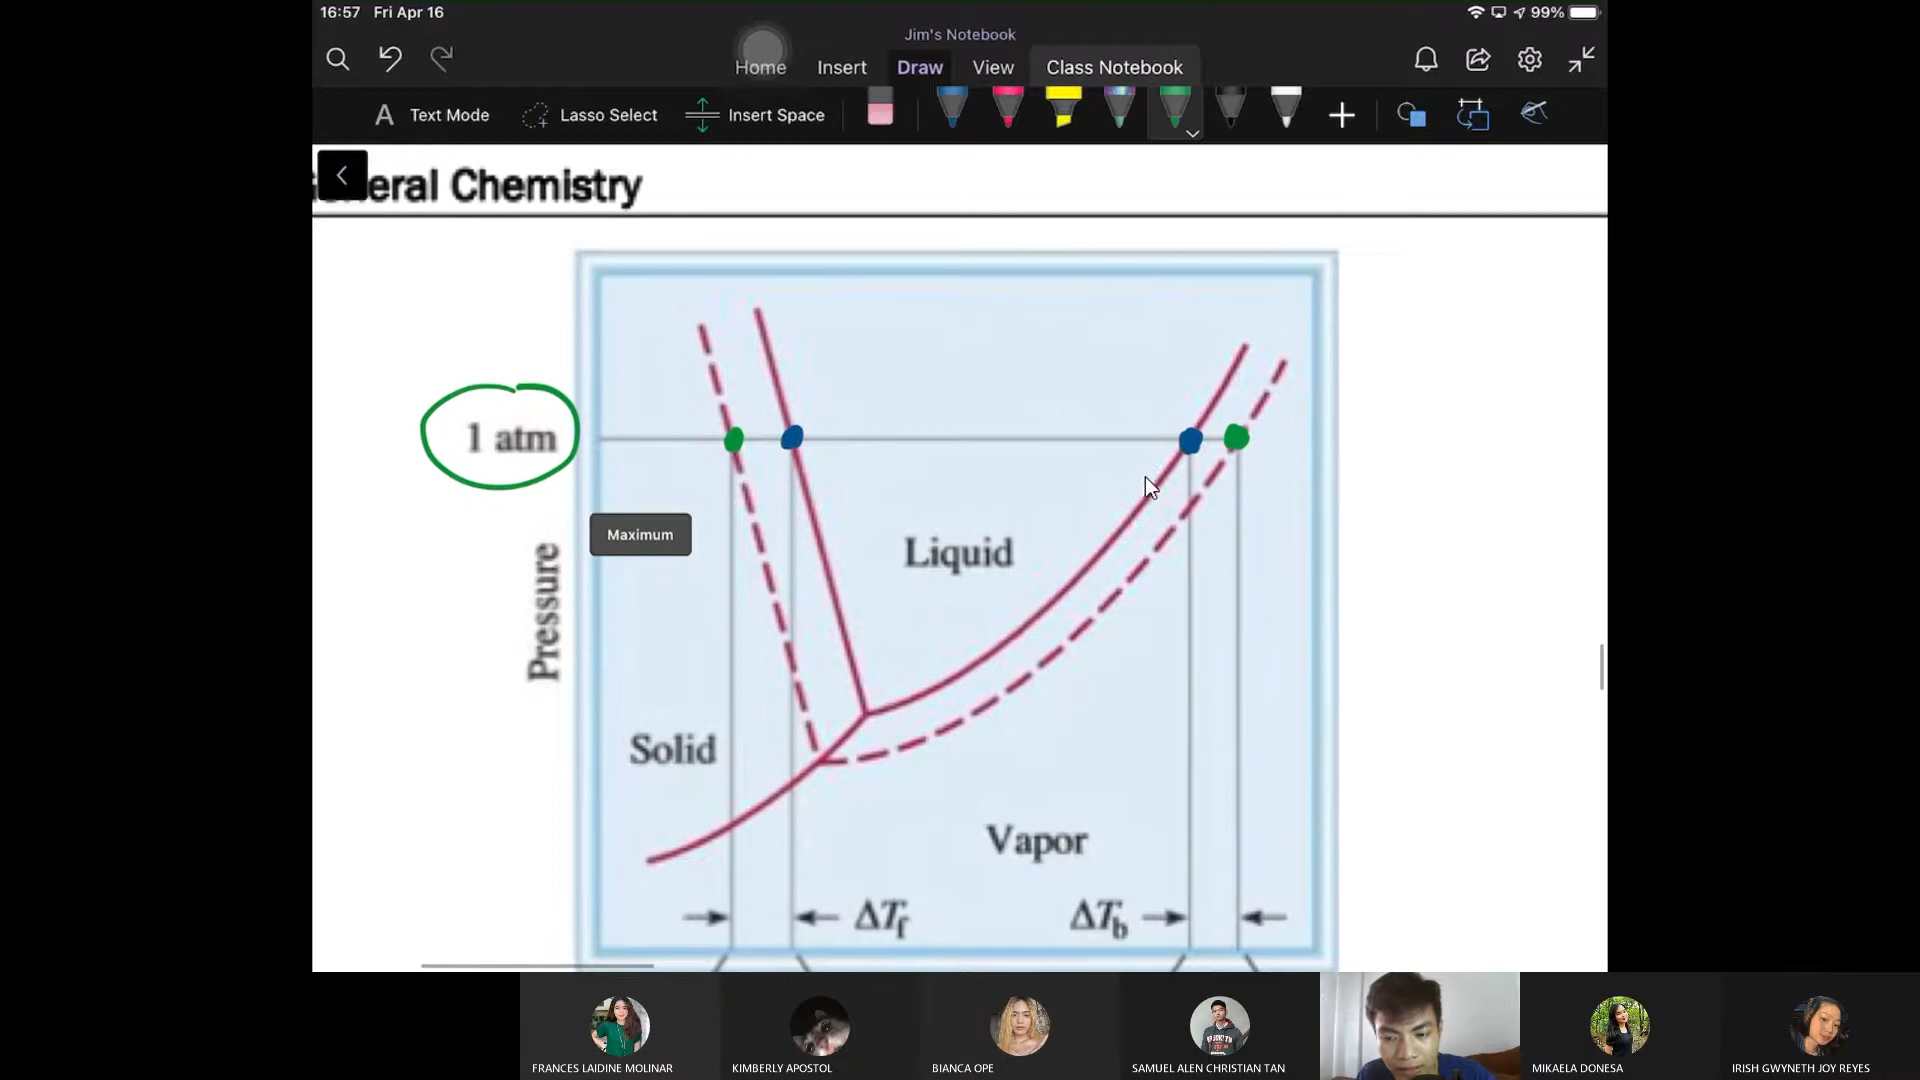 16:57 Fri Apr 16
99%
Jim's Notebook
Home Insert Draw View Class Notebook
Text Mode Lasso Select Insert Space
eral Chemistry
1 atm
Maximum
Pressure
Liquid
Solid
Vapor
ΔTf ΔTb
FRANCES LAIDINE MOLINAR KIMBERLY APOSTOL BIANCA OPE SAMUEL ALEN CHRISTIAN TAN MIKAELA DONESA IRISH GWYNETH JOY REYES